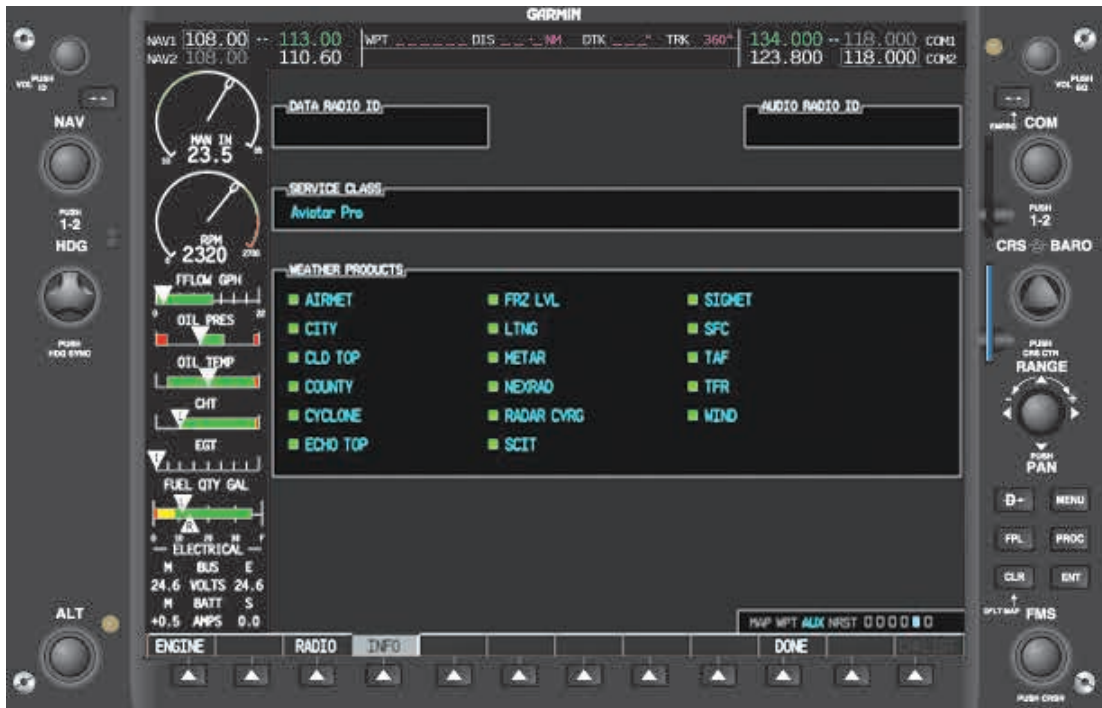 GARMIN
NAV1 108.00 ↔ 113.00 WPT _ _ _ _ _ _ DIS _ _ ._ NM DTK _ _ _° TRK 360° 134.000 ↔ 118.000 COM1
NAV2 108.00 110.60 123.800 118.000 COM2
VOL PUSH ID
VOL PUSH SQ
EMERG
NAV
COM
PUSH
1-2
PUSH
1-2
HDG
CRS BARO
PUSH
HDG SYNC
PUSH
CRS CTR
RANGE
PUSH
PAN
MENU
FPL PROC
CLR ENT
DFLT MAP
FMS
PUSH CRSR
ALT
MAN IN
23.5
RPM
2320
2700
FFLOW GPH
OIL PRES
OIL TEMP
CHT
EGT
FUEL QTY GAL
L
R
ELECTRICAL
M BUS E
24.6 VOLTS 24.6
M BATT S
+0.5 AMPS 0.0
DATA RADIO ID
AUDIO RADIO ID
SERVICE CLASS
Aviator Pro
WEATHER PRODUCTS
AIRMET FRZ LVL SIGMET
CITY LTNG SFC
CLD TOP METAR TAF
COUNTY NEXRAD TFR
CYCLONE RADAR CVRG WIND
ECHO TOP SCIT
MAP WPT AUX NRST
ENGINE RADIO INFO DONE